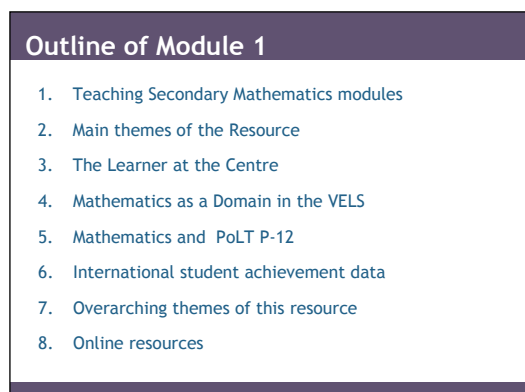 Outline of Module 1
1. Teaching Secondary Mathematics modules
2. Main themes of the Resource
3. The Learner at the Centre
4. Mathematics as a Domain in the VELS
5. Mathematics and PoLT P-12
6. International student achievement data
7. Overarching themes of this resource
8. Online resources